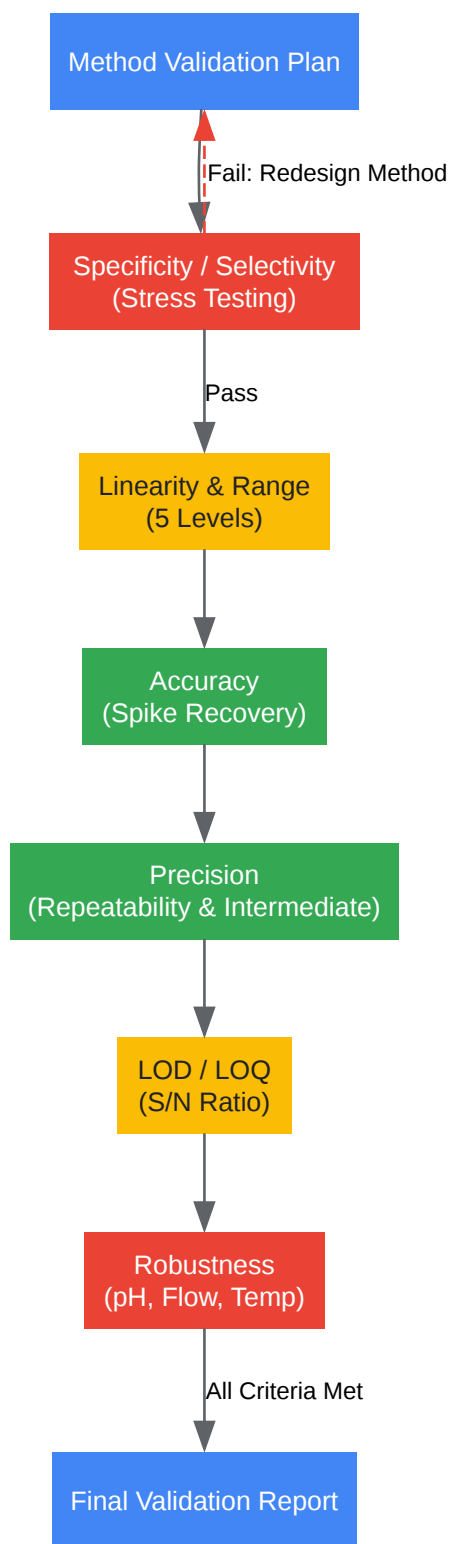 Method Validation Plan
Fail: Redesign Method
Specificity / Selectivity
(Stress Testing)
Pass
Linearity & Range
(5 Levels)
Accuracy
(Spike Recovery)
Precision
(Repeatability & Intermediate)
LOD / LOQ
(S/N Ratio)
Robustness
(pH, Flow, Temp)
All Criteria Met
Final Validation Report